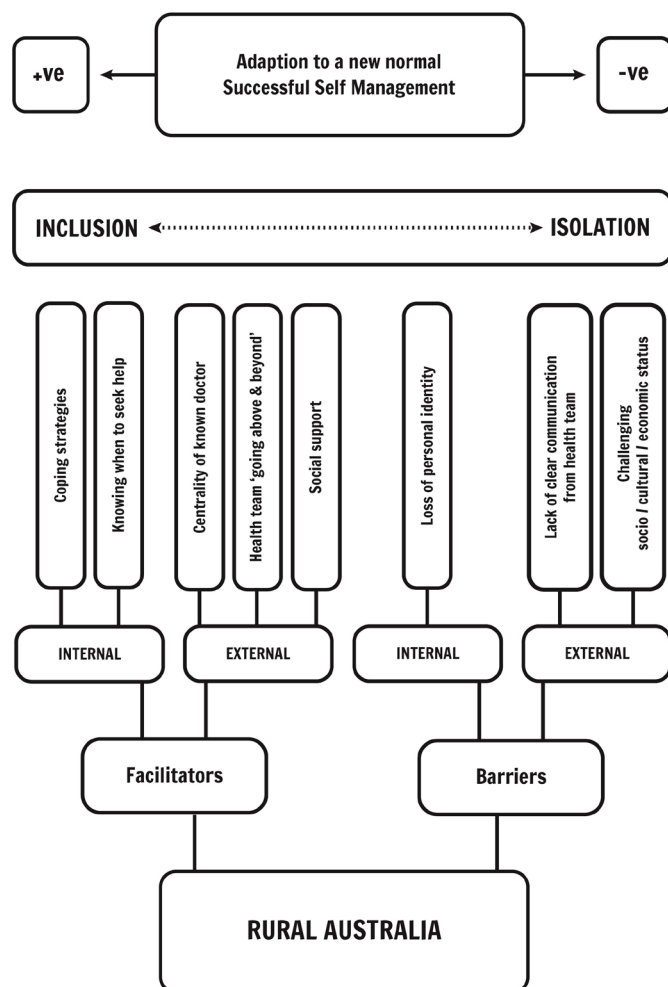 +ve
Adaption to a new normal
Successful Self Management
-ve
INCLUSION
ISOLATION
Coping strategies
Knowing when to seek help
Centrality of known doctor
Health team ‘going above & beyond’
Social support
Loss of personal identity
Lack of clear communication
from health team
Challenging
socio / cultural / economic status
INTERNAL
EXTERNAL
INTERNAL
EXTERNAL
Facilitators
Barriers
RURAL AUSTRALIA